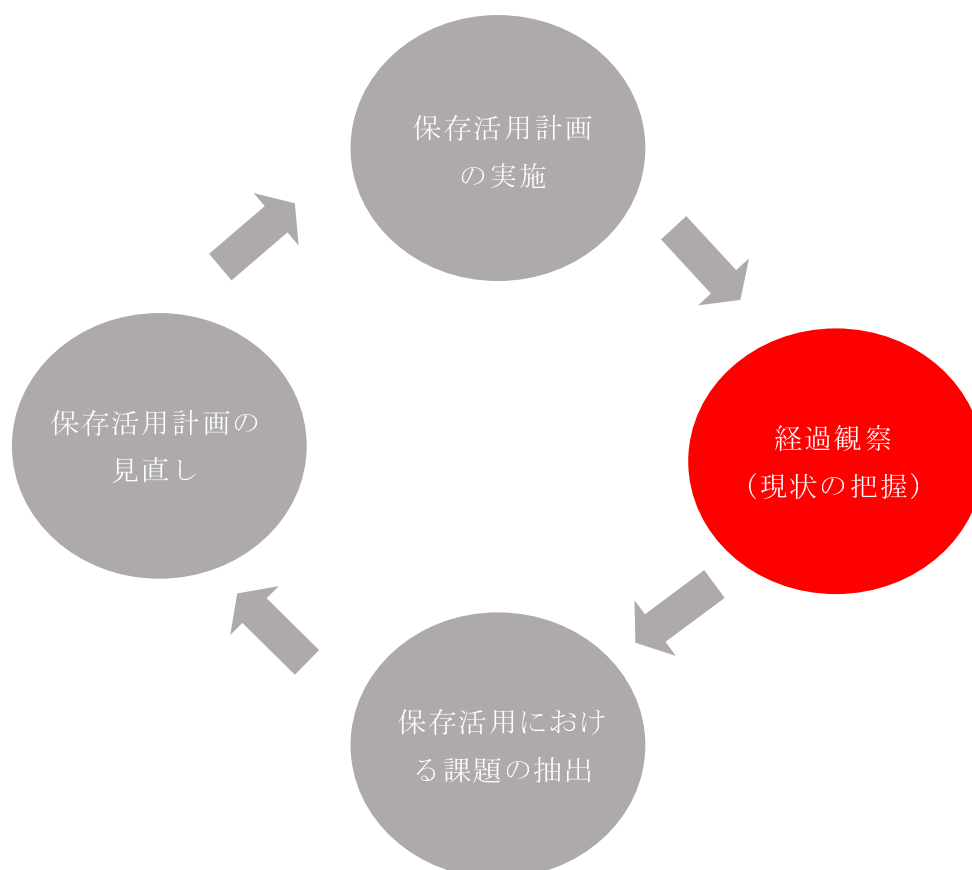 保存活用計画
の実施
経過観察
（現状の把握）
保存活用における
課題の抽出
保存活用計画の
見直し